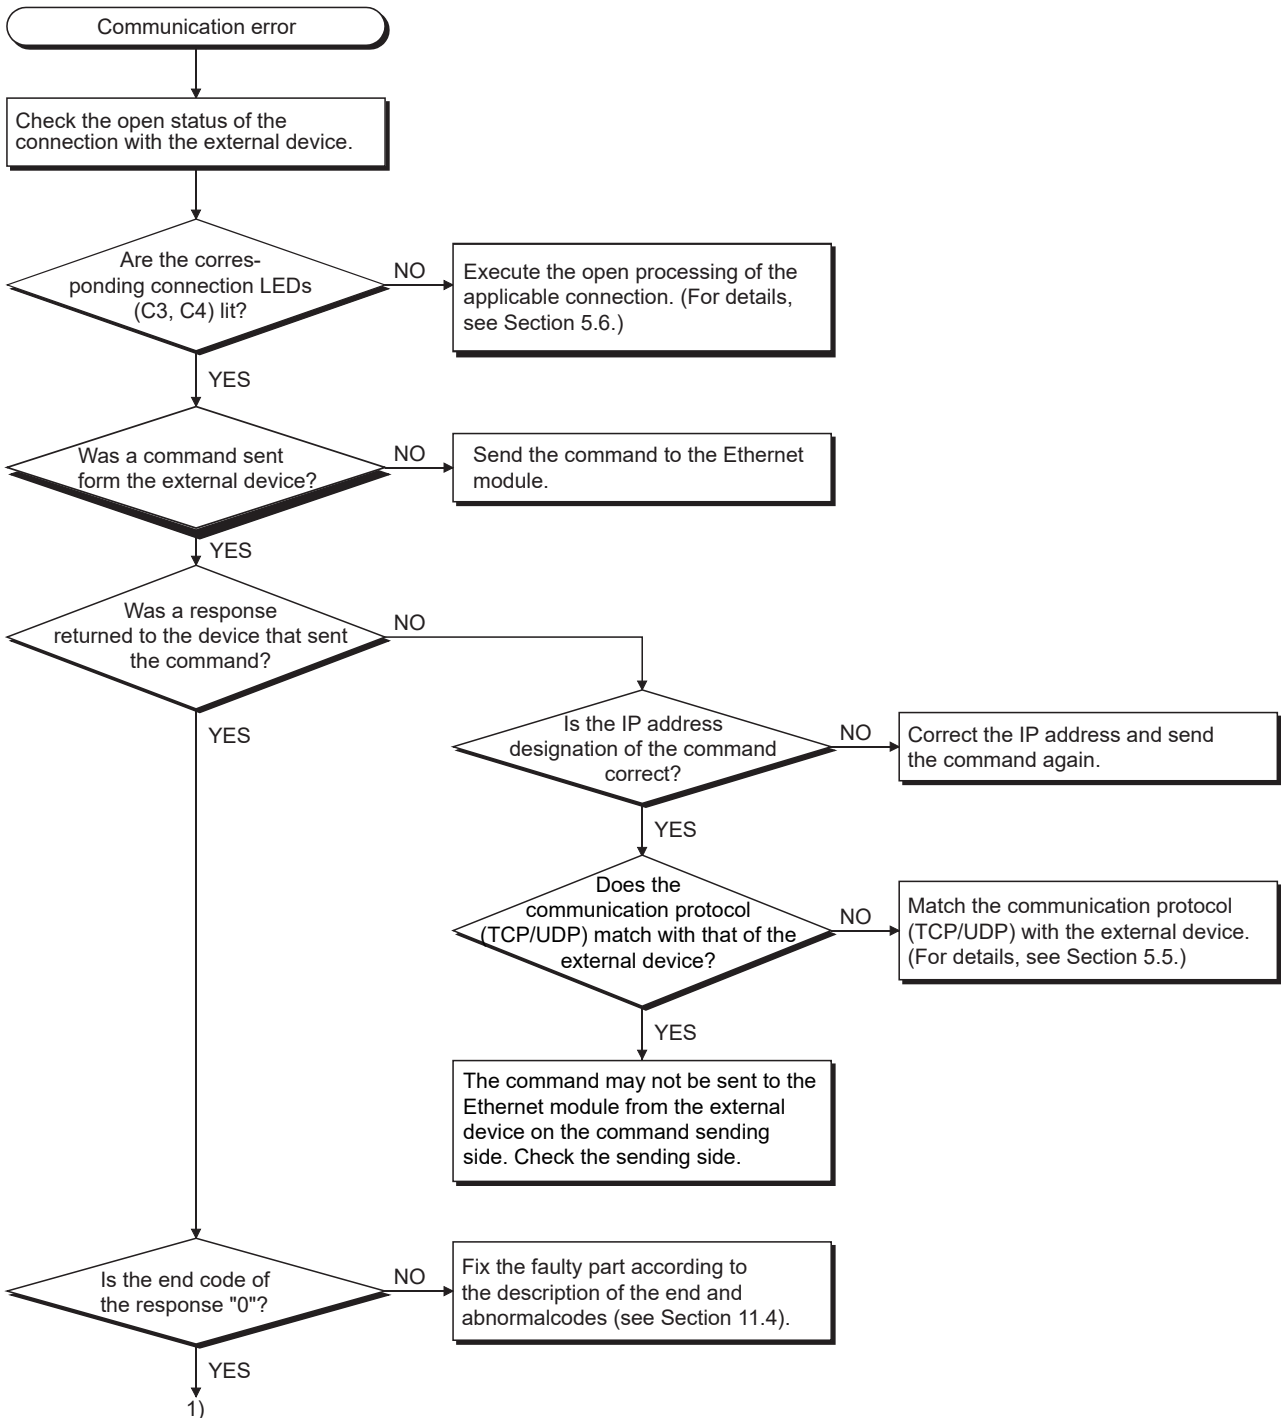 Communication error
Check the open status of the
connection with the external device.
Are the corres-
ponding connection LEDs
(C3, C4) lit?
NO
Execute the open processing of the
applicable connection. (For details,
see Section 5.6.)
YES
Was a command sent
form the external device?
NO
Send the command to the Ethernet
module.
YES
Was a response
returned to the device that sent
the command?
NO
YES
Is the IP address
designation of the command
correct?
NO
Correct the IP address and send
the command again.
YES
Does the
communication protocol
(TCP/UDP) match with that of the
external device?
NO
Match the communication protocol
(TCP/UDP) with the external device.
(For details, see Section 5.5.)
YES
The command may not be sent to the
Ethernet module from the external
device on the command sending
side. Check the sending side.
Is the end code of
the response "0"?
NO
Fix the faulty part according to
the description of the end and
abnormalcodes (see Section 11.4).
YES
1)